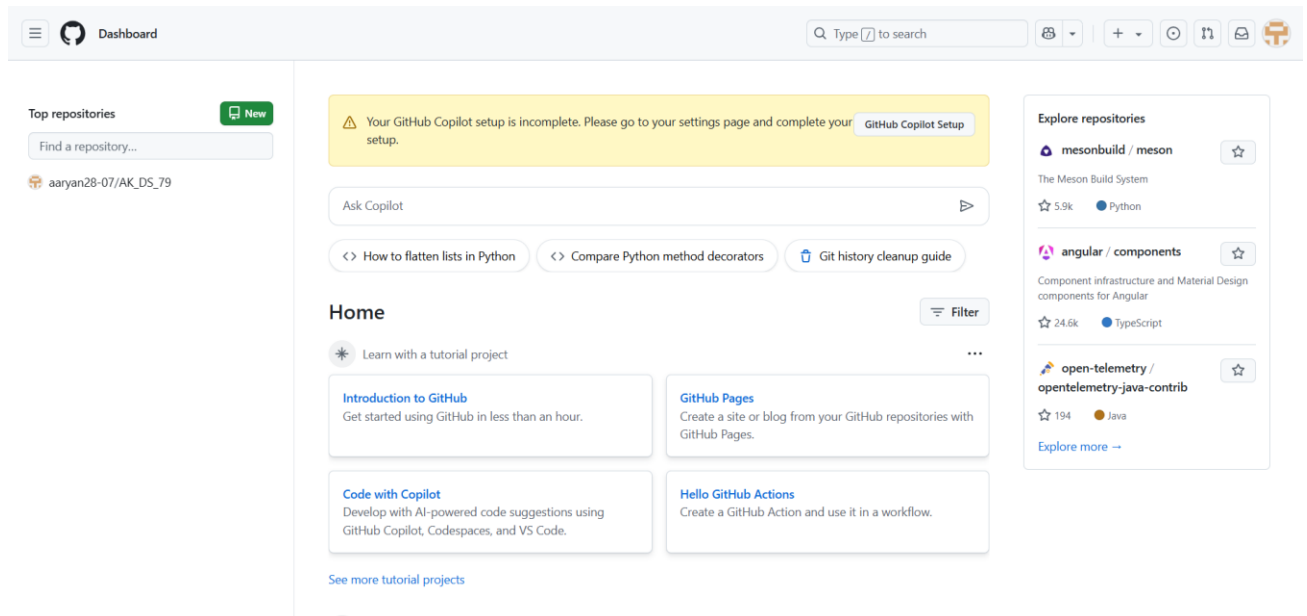 Dashboard
Type / to search
Top repositories
New
Find a repository...
aaryan28-07/AK_DS_79
Your GitHub Copilot setup is incomplete. Please go to your settings page and complete your
setup.
GitHub Copilot Setup
Ask Copilot
How to flatten lists in Python
Compare Python method decorators
Git history cleanup guide
Home
Filter
Learn with a tutorial project
Introduction to GitHub
Get started using GitHub in less than an hour.
GitHub Pages
Create a site or blog from your GitHub repositories with
GitHub Pages.
Code with Copilot
Develop with AI-powered code suggestions using
GitHub Copilot, Codespaces, and VS Code.
Hello GitHub Actions
Create a GitHub Action and use it in a workflow.
See more tutorial projects
Explore repositories
mesonbuild / meson
The Meson Build System
5.9k Python
angular / components
Component infrastructure and Material Design
components for Angular
24.6k TypeScript
open-telemetry /
opentelemetry-java-contrib
194 Java
Explore more →